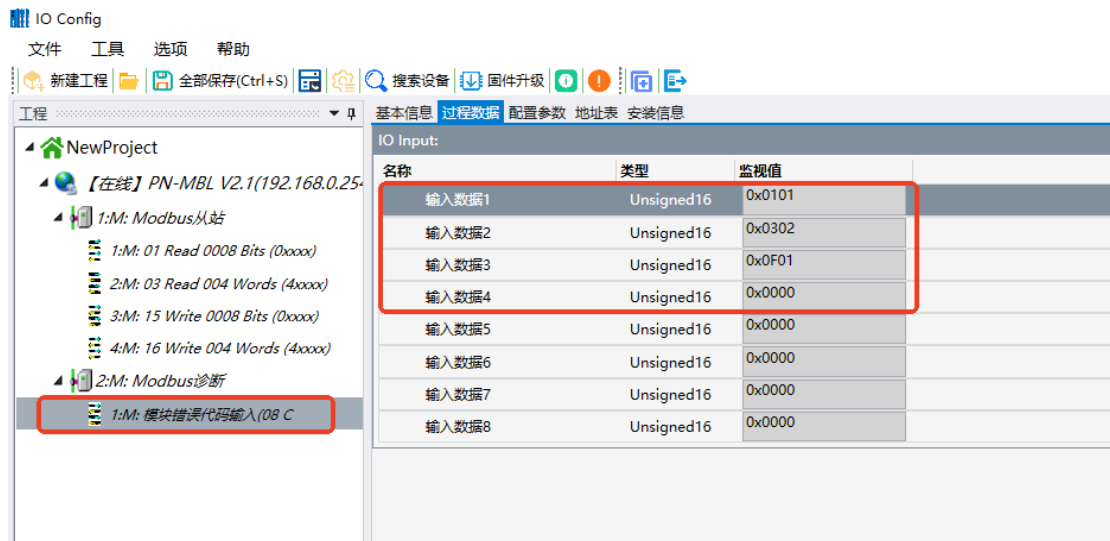 IO Config
文件 工具 选项 帮助
新建工程 全部保存(Ctrl+S) 搜索设备 固件升级
工程
NewProject
【在线】PN-MBL V2.1(192.168.0.254
1:M: Modbus从站
1:M: 01 Read 0008 Bits (0xxxx)
2:M: 03 Read 004 Words (4xxxx)
3:M: 15 Write 0008 Bits (0xxxx)
4:M: 16 Write 004 Words (4xxxx)
2:M: Modbus诊断
1:M: 模块错误代码输入(08 C
基本信息 过程数据 配置参数 地址表 安装信息
IO Input:
名称 类型 监视值
输入数据1 Unsigned16 0x0101
输入数据2 Unsigned16 0x0302
输入数据3 Unsigned16 0x0F01
输入数据4 Unsigned16 0x0000
输入数据5 Unsigned16 0x0000
输入数据6 Unsigned16 0x0000
输入数据7 Unsigned16 0x0000
输入数据8 Unsigned16 0x0000